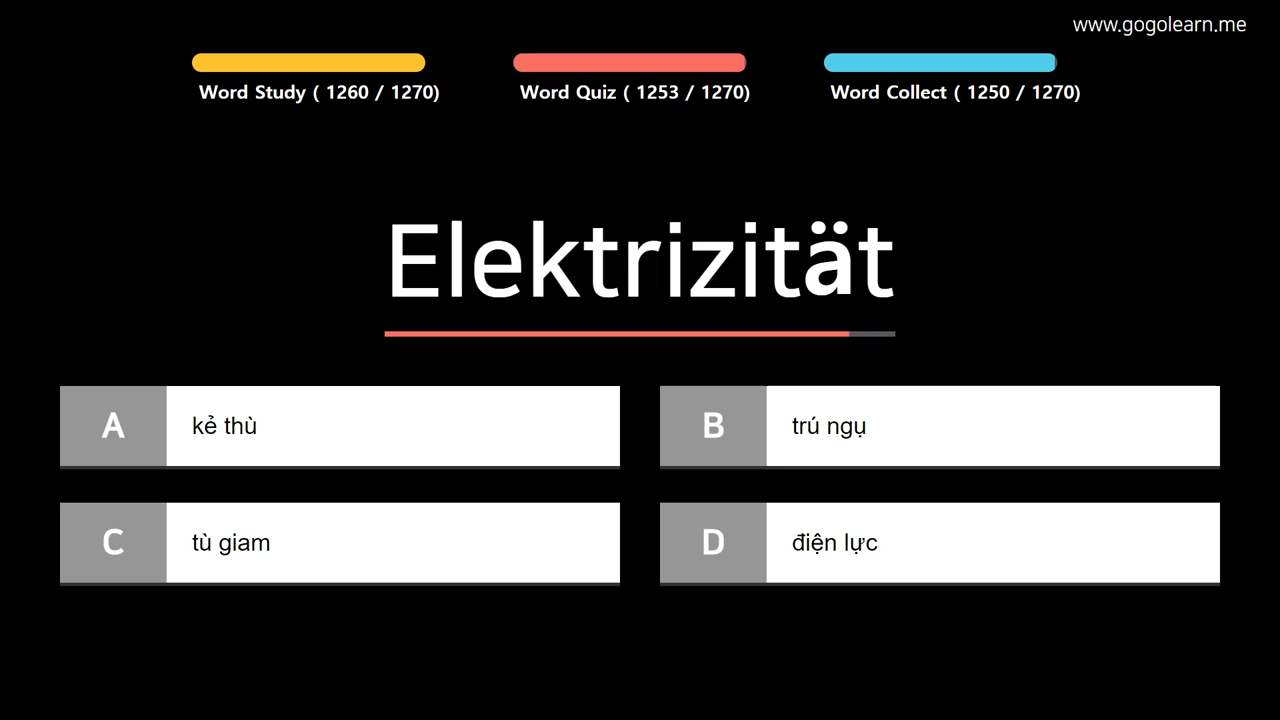 www.gogolearn.me
Word Study ( 1260 / 1270)
Word Quiz ( 1253 / 1270)
Word Collect ( 1250 / 1270)
Elektrizität
A kẻ thù
B trú ngụ
C tù giam
D điện lực